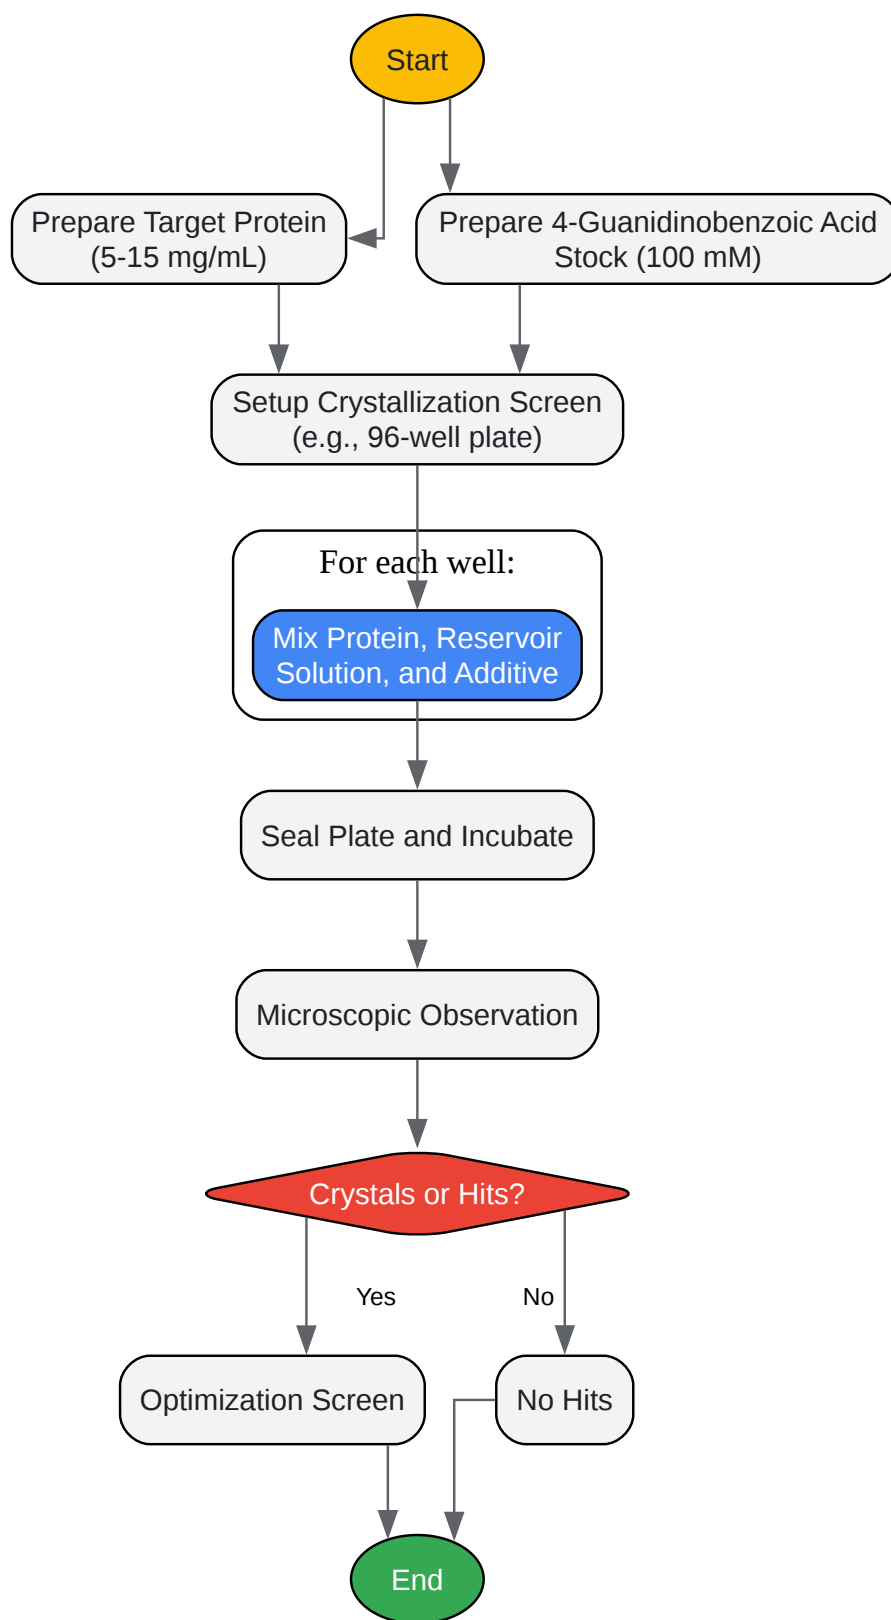 Start
Prepare Target Protein
(5-15 mg/mL)
Prepare 4-Guanidinobenzoic Acid
Stock (100 mM)
Setup Crystallization Screen
(e.g., 96-well plate)
For each well:
Mix Protein, Reservoir
Solution, and Additive
Seal Plate and Incubate
Microscopic Observation
Crystals or Hits?
Yes
No
Optimization Screen
No Hits
End